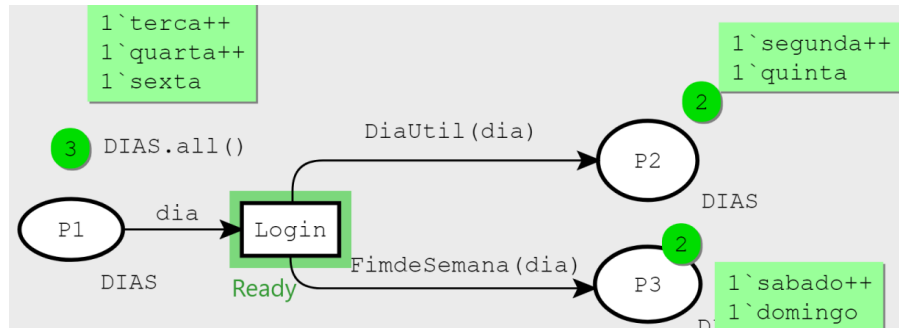 1`terca++
1`quarta++
1`sexta
1`segunda++
1`quinta
2
3
DIAS.all()
DiaUtil(dia)
P2
DIAS
P1
dia
Login
DIAS
Ready
FimdeSemana(dia)
2
P3
1`sabado++
1`domingo